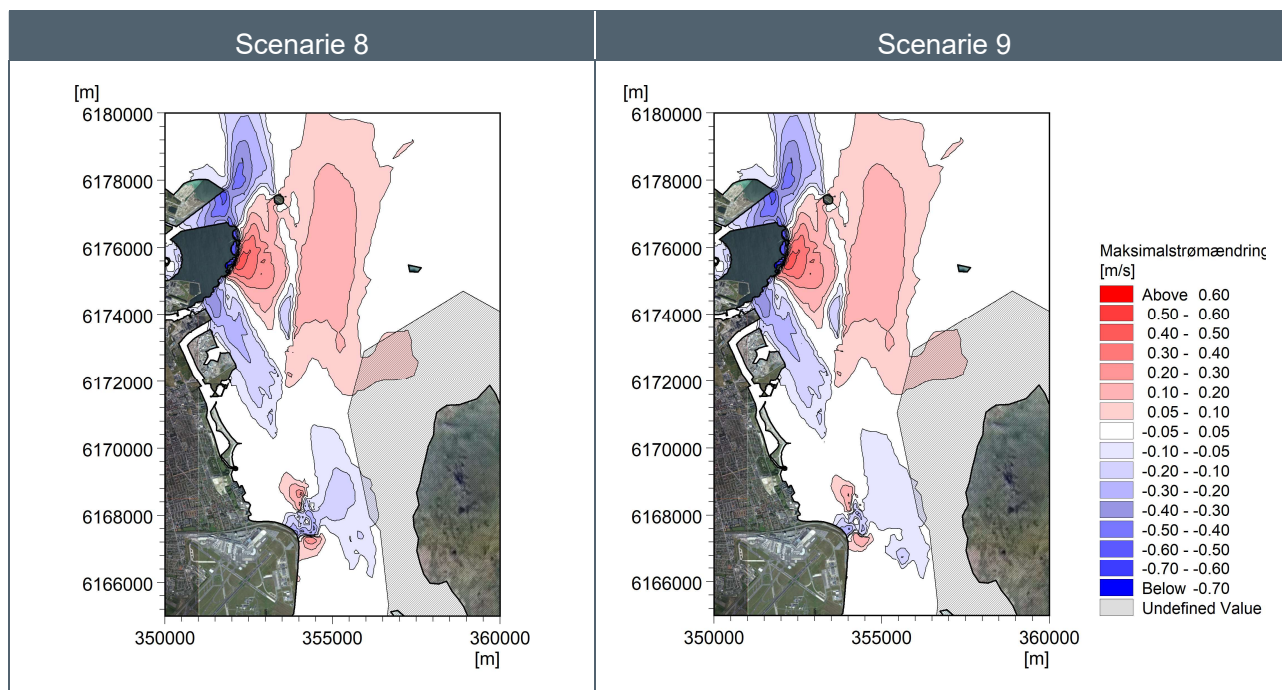 Scenarie 8
Scenarie 9
[m]
6180000
6178000
6176000
6174000
6172000
6170000
6168000
6166000
350000
355000
360000
[m]
[m]
6180000
6178000
6176000
6174000
6172000
6170000
6168000
6166000
350000
355000
360000
[m]
Maksimalstrømændring
[m/s]
Above 0.60
0.50 - 0.60
0.40 - 0.50
0.30 - 0.40
0.20 - 0.30
0.10 - 0.20
0.05 - 0.10
-0.05 - 0.05
-0.10 - -0.05
-0.20 - -0.10
-0.30 - -0.20
-0.40 - -0.30
-0.50 - -0.40
-0.60 - -0.50
-0.70 - -0.60
Below -0.70
Undefined Value